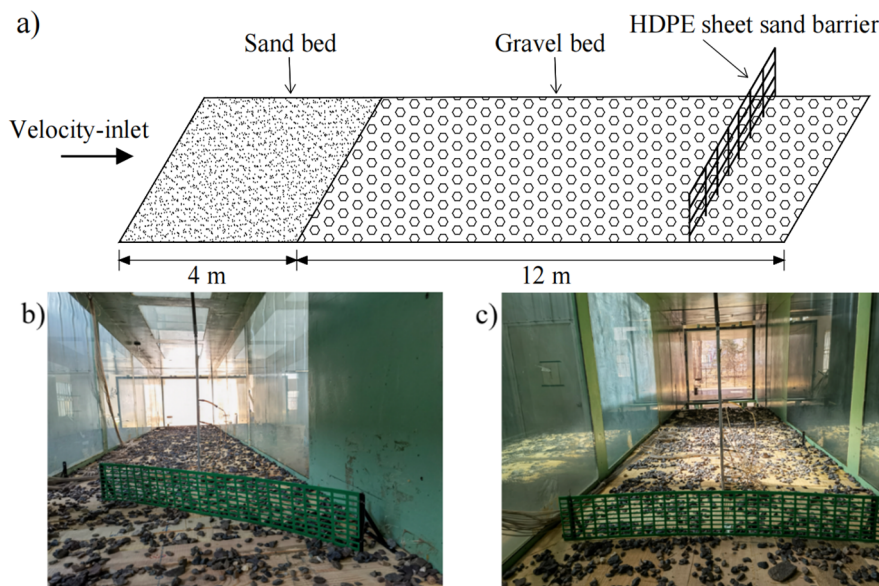 a)
Sand bed
Gravel bed
HDPE sheet sand barrier
Velocity-inlet
4 m
12 m
b)
c)